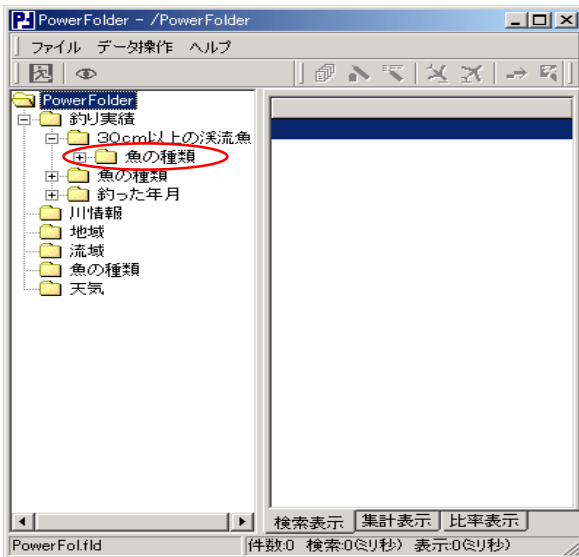 PowerFolder - /PowerFolder
ファイル データ操作 ヘルプ
PowerFolder
釣り実績
30cm以上の渓流魚
魚の種類
魚の種類
釣った年月
川情報
地域
流域
魚の種類
天気
検索表示 集計表示 比率表示
PowerFol.fld 件数:0 検索:0(ミリ秒) 表示:0(ミリ秒)